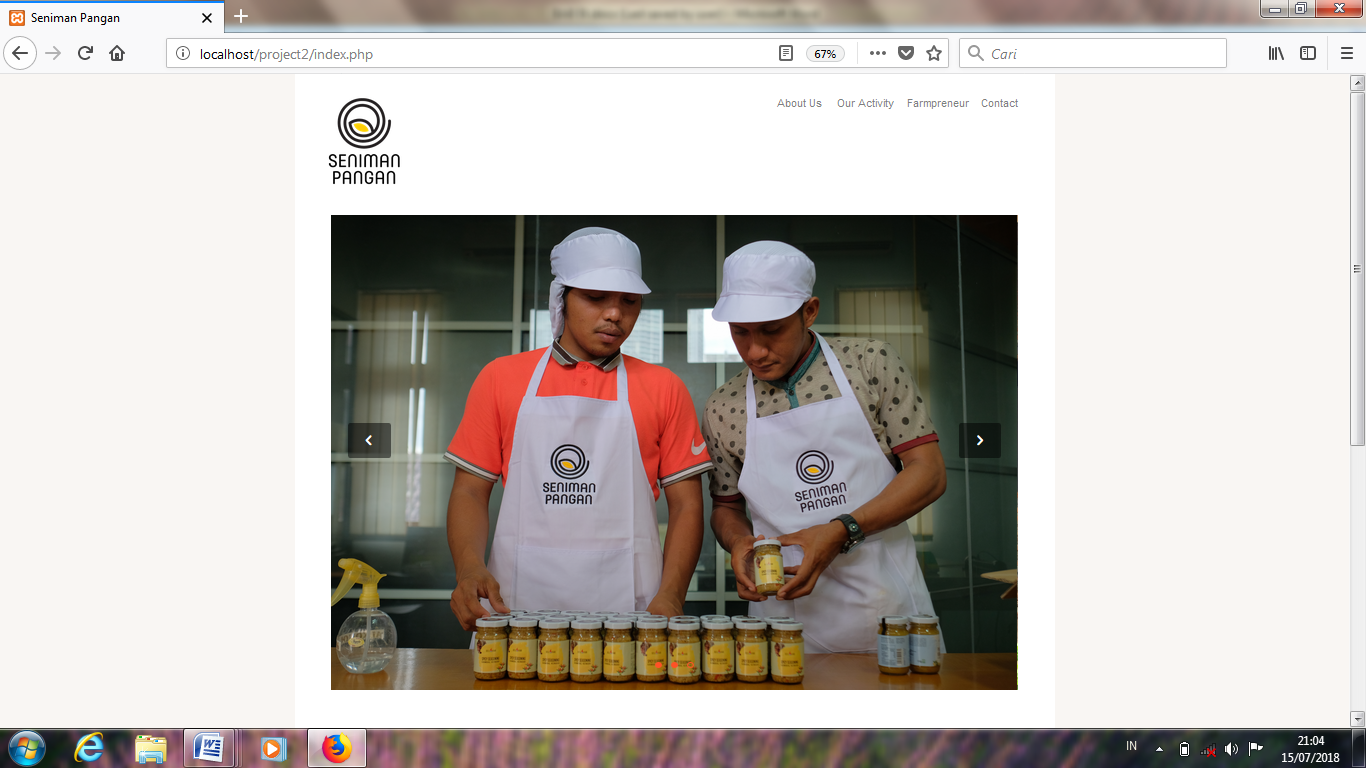 Seniman Pangan
localhost/project2/index.php
67%
Cari
About Us Our Activity Farmpreneur Contact
SENIMAN
PANGAN
SENIMAN
PANGAN
SENIMAN
PANGAN
IN
21:04
15/07/2018